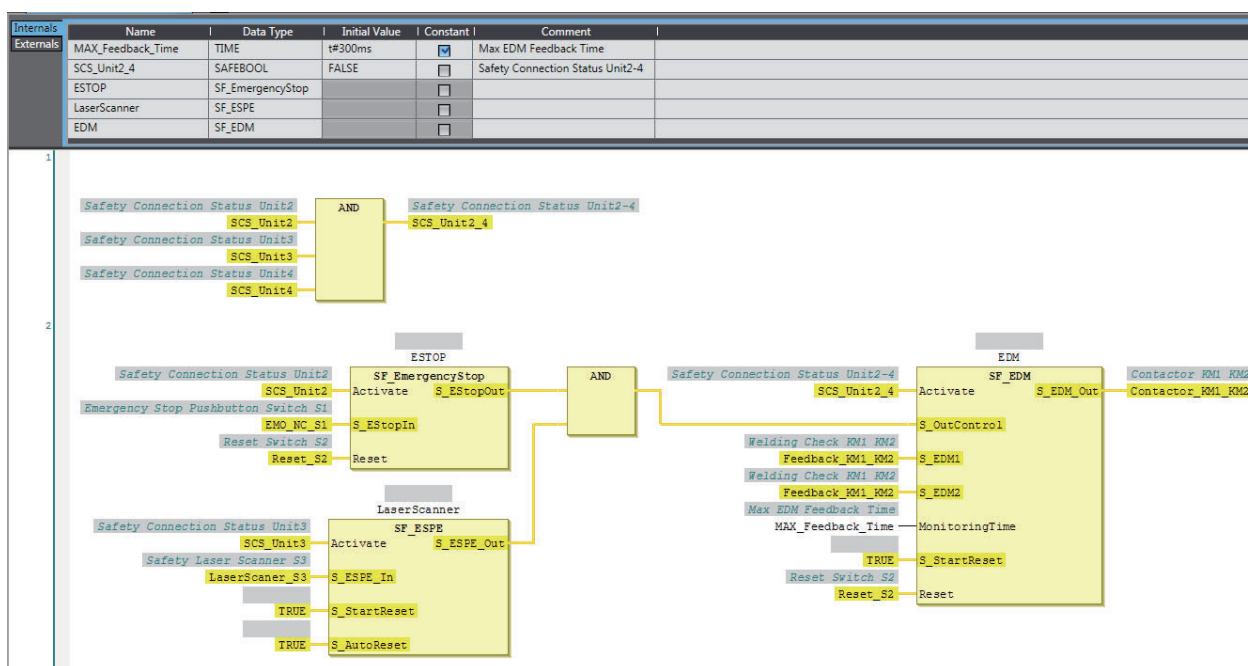 Internals
Externals
Name Data Type Initial Value Constant Comment
MAX_Feedback_Time TIME t#300ms Max EDM Feedback Time
SCS_Unit2_4 SAFEBOOL FALSE Safety Connection Status Unit2-4
ESTOP SF_EmergencyStop
LaserScanner SF_ESPE
EDM SF_EDM
1
Safety Connection Status Unit2 AND Safety Connection Status Unit2-4
SCS_Unit2 SCS_Unit2_4
Safety Connection Status Unit3
SCS_Unit3
Safety Connection Status Unit4
SCS_Unit4
2
ESTOP EDM
Safety Connection Status Unit2 SF_EmergencyStop AND Safety Connection Status Unit2-4 SF_EDM Contactor KM1 KM2
SCS_Unit2 Activate S_EStopOut SCS_Unit2_4 Activate S_EDM_Out Contactor_KM1_KM2
Emergency Stop Pushbutton Switch S1
EMO_NC_S1 S_EStopIn S_OutControl
Reset Switch S2 Welding Check KM1 KM2
Reset_S2 Reset Feedback_KM1_KM2 S_EDM1
Welding Check KM1 KM2
Feedback_KM1_KM2 S_EDM2
LaserScanner Max EDM Feedback Time
Safety Connection Status Unit3 SF_ESPE MAX_Feedback_Time MonitoringTime
SCS_Unit3 Activate S_ESPE_Out
Safety Laser Scanner S3 TRUE S_StartReset
LaserScaner_S3 S_ESPE_In Reset Switch S2
Reset_S2 Reset
TRUE S_StartReset
TRUE S_AutoReset